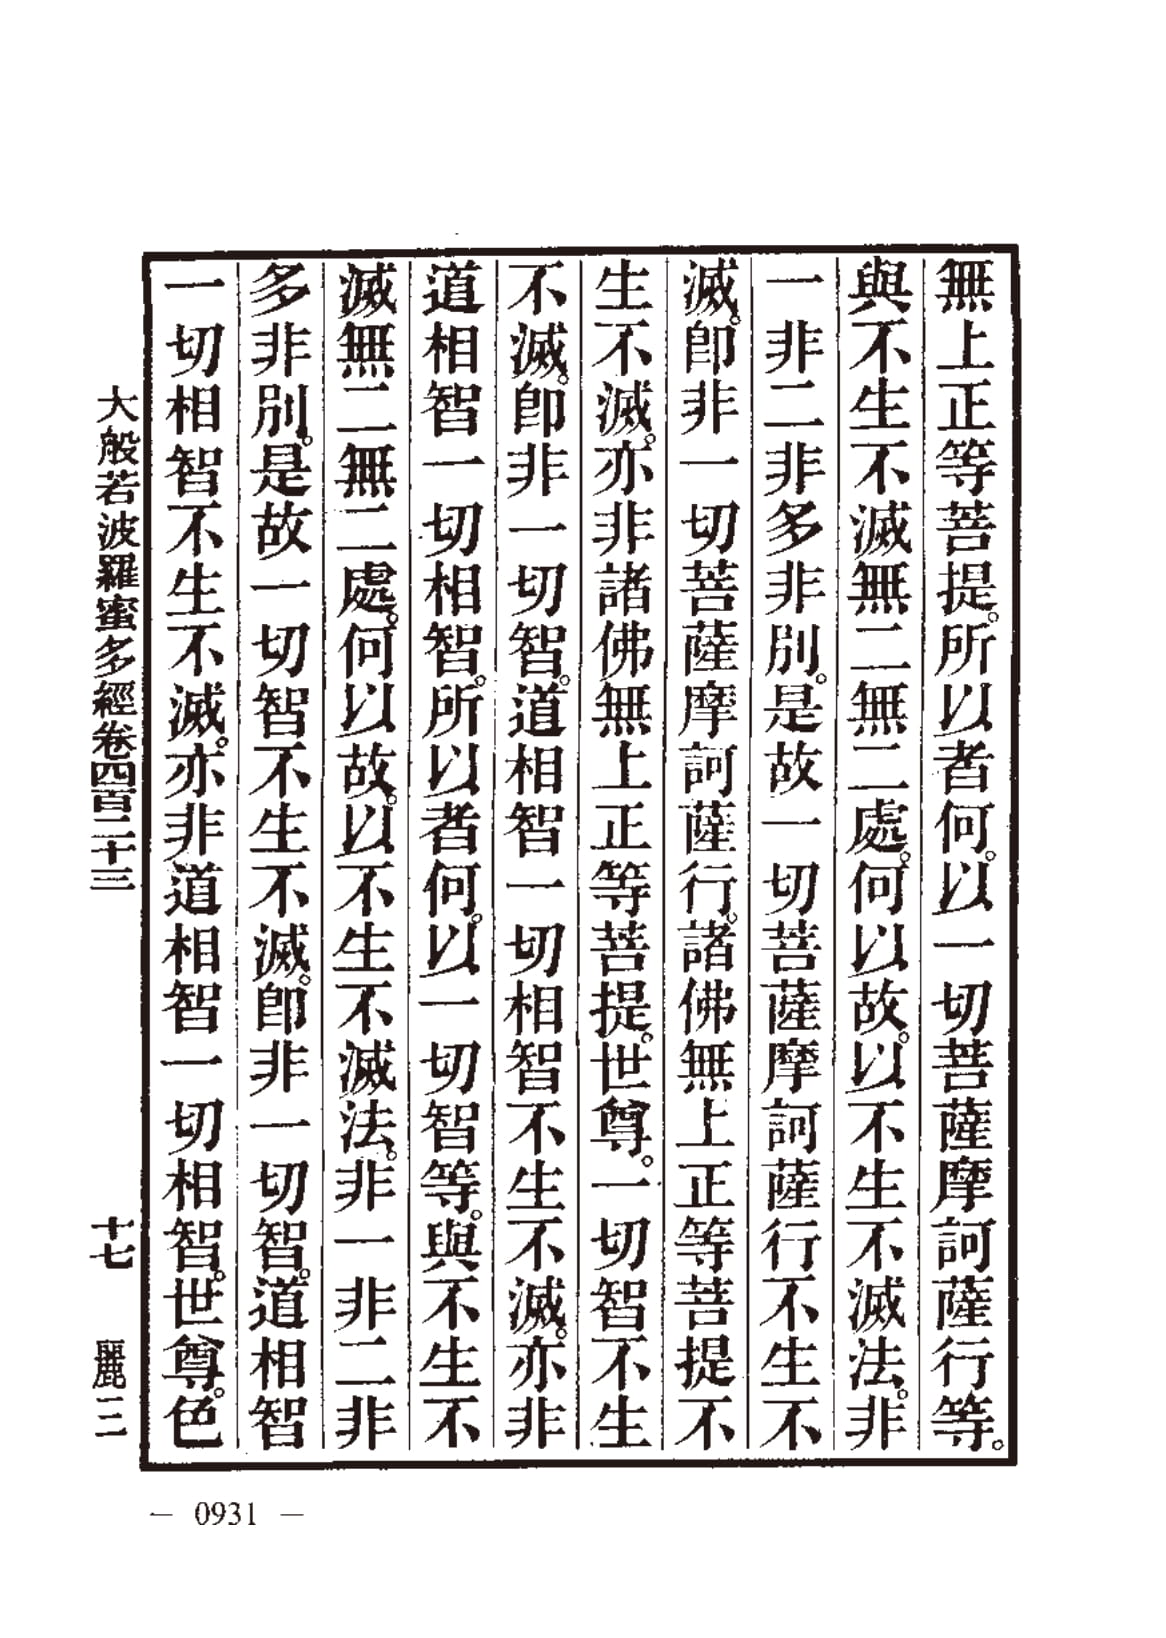 無上正等菩提。所以者何。以一切菩薩摩訶薩行等。
與不生不滅無二無二處。何以故。以不生不滅法。非
一非二非多非別。是故一切菩薩摩訶薩行不生不
滅。卽非一切菩薩摩訶薩行。諸佛無上正等菩提不
生不滅。亦非諸佛無上正等菩提。世尊。一切智不生
不滅。卽非一切智。道相智一切相智不生不滅。亦非
道相智一切相智。所以者何。以一切智等。與不生不
滅無二無二處。何以故。以不生不滅法。非一非二非
多非別。是故一切智不生不滅。卽非一切智。道相智
一切相智不生不滅。亦非道相智一切相智。世尊。色
大般若波羅蜜多經卷四百二十三 十七 麗二
— 0931 —